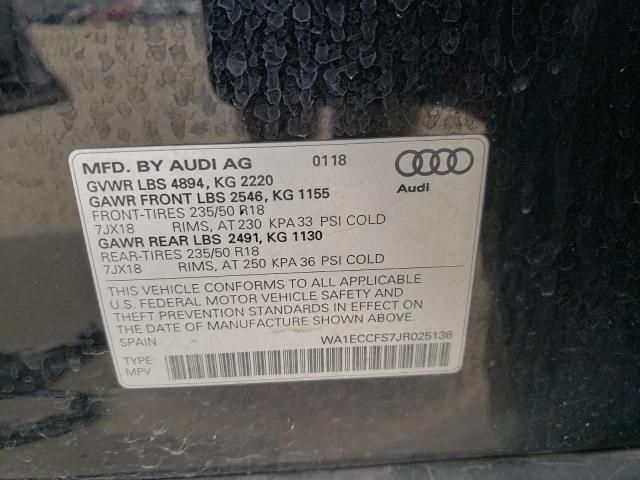 MFD. BY AUDI AG 0118
GVWR LBS 4894, KG 2220
GAWR FRONT LBS 2546, KG 1155
FRONT-TIRES 235/50 R18
7JX18 RIMS, AT 230 KPA 33 PSI COLD
GAWR REAR LBS 2491, KG 1130
REAR-TIRES 235/50 R18
7JX18 RIMS, AT 250 KPA 36 PSI COLD
Audi
THIS VEHICLE CONFORMS TO ALL APPLICABLE
U.S. FEDERAL MOTOR VEHICLE SAFETY AND
THEFT PREVENTION STANDARDS IN EFFECT ON
THE DATE OF MANUFACTURE SHOWN ABOVE.
SPAIN WA1ECCFS7JR025136
TYPE:
MPV